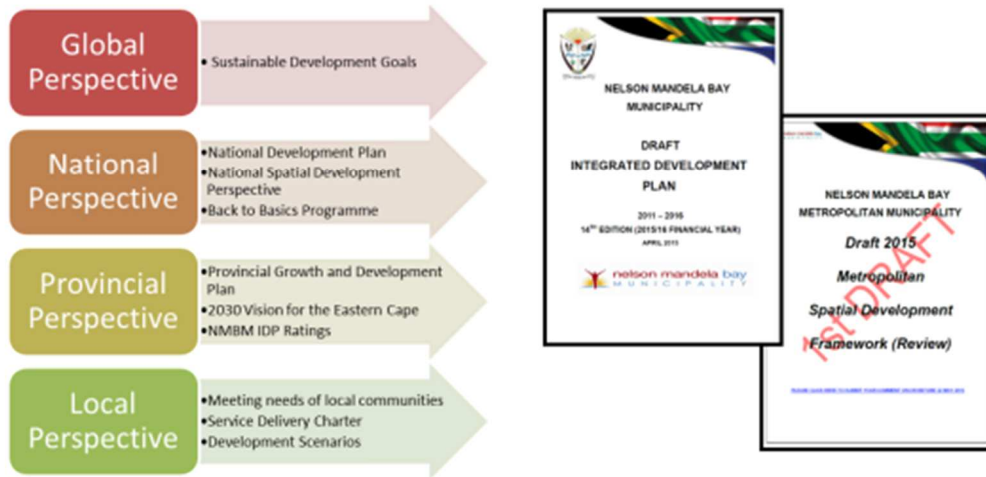 Global
Perspective
• Sustainable Development Goals
National
Perspective
•National Development Plan
•National Spatial Development
Perspective
•Back to Basics Programme
Provincial
Perspective
•Provincial Growth and Development
Plan
•2030 Vision for the Eastern Cape
•NMBM IDP Ratings
Local
Perspective
•Meeting needs of local communities
•Service Delivery Charter
•Development Scenarios
NELSON MANDELA BAY
MUNICIPALITY
DRAFT
INTEGRATED DEVELOPMENT
PLAN
2011 – 2016
14TH EDITION (2015/16 FINANCIAL YEAR)
APRIL 2015
nelson mandela bay
MUNICIPALITY
NELSON MANDELA BAY
METROPOLITAN MUNICIPALITY
Draft 2015
Metropolitan
Spatial Development
Framework (Review)
1st DRAFT